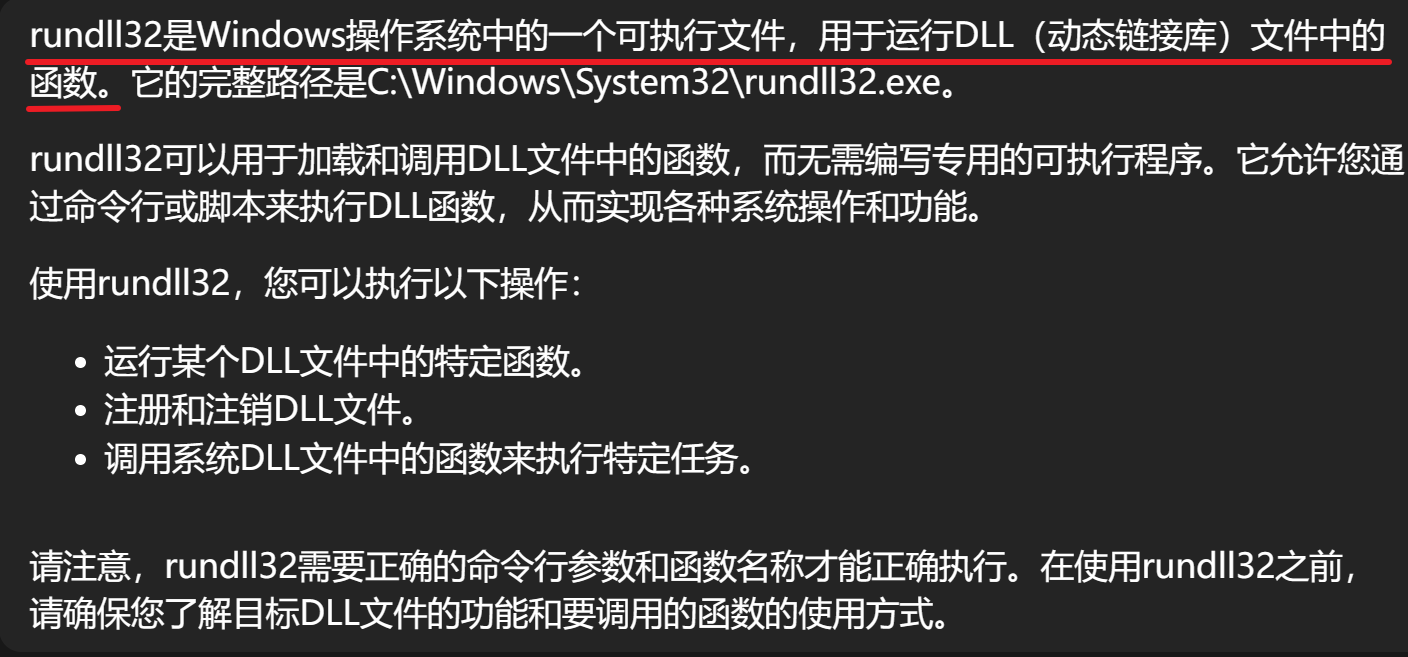 rundll32是Windows操作系统中的一个可执行文件，用于运行DLL（动态链接库）文件中的
函数。它的完整路径是C:\Windows\System32\rundll32.exe。
rundll32可以用于加载和调用DLL文件中的函数，而无需编写专用的可执行程序。它允许您通
过命令行或脚本来执行DLL函数，从而实现各种系统操作和功能。
使用rundll32，您可以执行以下操作：
• 运行某个DLL文件中的特定函数。
• 注册和注销DLL文件。
• 调用系统DLL文件中的函数来执行特定任务。
请注意，rundll32需要正确的命令行参数和函数名称才能正确执行。在使用rundll32之前，
请确保您了解目标DLL文件的功能和要调用的函数的使用方式。